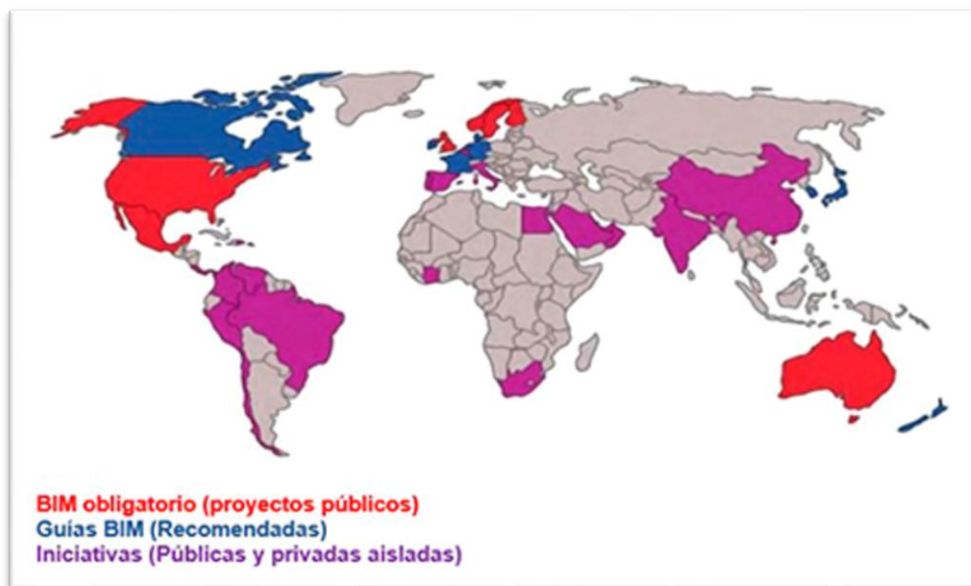 BIM obligatorio (proyectos públicos)
Guías BIM (Recomendadas)
Iniciativas (Públicas y privadas aisladas)